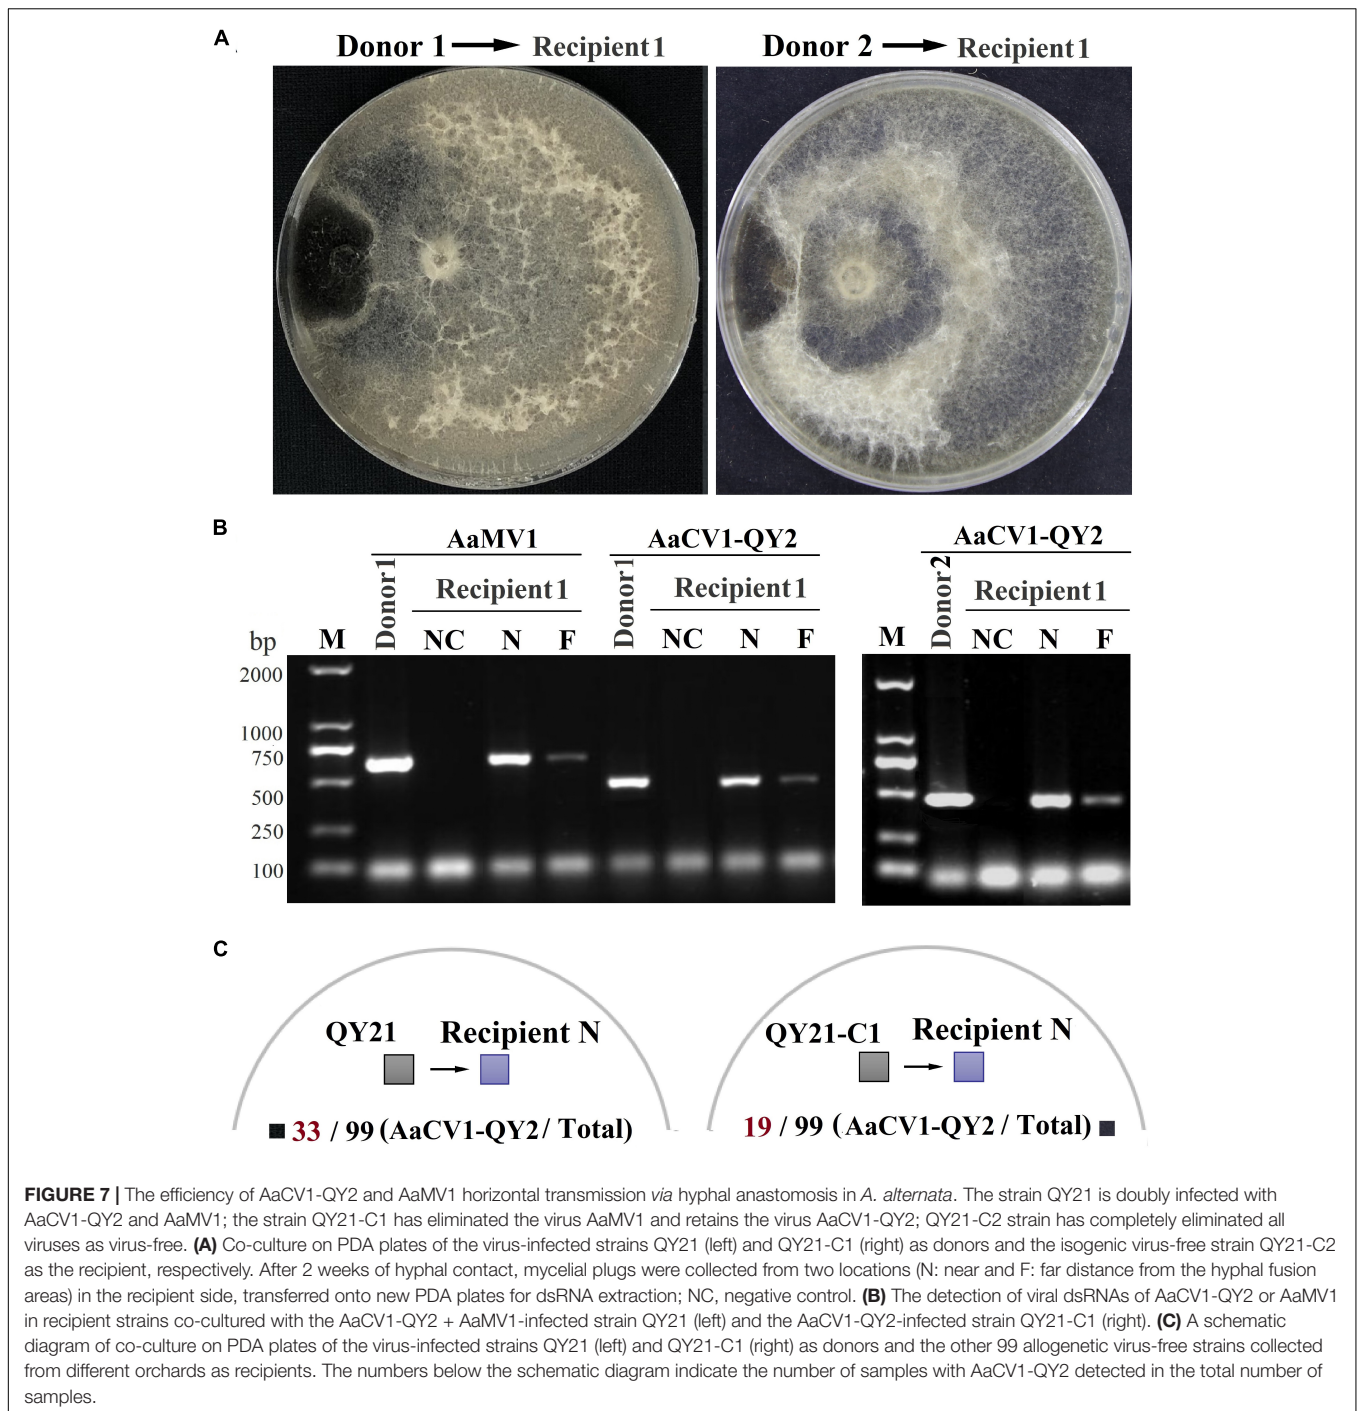 A
Donor 1 → Recipient 1
Donor 2 → Recipient 1
B
AaMV1
AaCV1-QY2
AaCV1-QY2
Donor 1
Recipient 1
Donor 1
Recipient 1
Donor 2
Recipient 1
bp
M
NC
N
F
NC
N
F
M
NC
N
F
2000
1000
750
500
250
100
C
QY21
Recipient N
33 / 99 (AaCV1-QY2 / Total)
QY21-C1
Recipient N
19 / 99 (AaCV1-QY2 / Total)
FIGURE 7 | The efficiency of AaCV1-QY2 and AaMV1 horizontal transmission via hyphal anastomosis in A. alternata. The strain QY21 is doubly infected with
AaCV1-QY2 and AaMV1; the strain QY21-C1 has eliminated the virus AaMV1 and retains the virus AaCV1-QY2; QY21-C2 strain has completely eliminated all
viruses as virus-free. (A) Co-culture on PDA plates of the virus-infected strains QY21 (left) and QY21-C1 (right) as donors and the isogenic virus-free strain QY21-C2
as the recipient, respectively. After 2 weeks of hyphal contact, mycelial plugs were collected from two locations (N: near and F: far distance from the hyphal fusion
areas) in the recipient side, transferred onto new PDA plates for dsRNA extraction; NC, negative control. (B) The detection of viral dsRNAs of AaCV1-QY2 or AaMV1
in recipient strains co-cultured with the AaCV1-QY2 + AaMV1-infected strain QY21 (left) and the AaCV1-QY2-infected strain QY21-C1 (right). (C) A schematic
diagram of co-culture on PDA plates of the virus-infected strains QY21 (left) and QY21-C1 (right) as donors and the other 99 allogenetic virus-free strains collected
from different orchards as recipients. The numbers below the schematic diagram indicate the number of samples with AaCV1-QY2 detected in the total number of
samples.